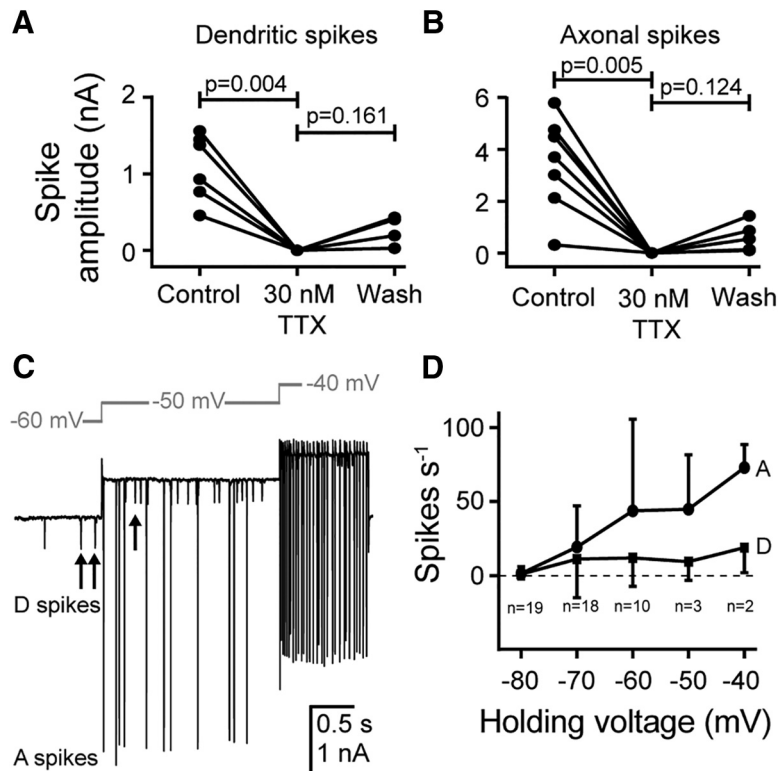 A
Dendritic spikes
p=0.004
p=0.161
Spike
amplitude (nA)
2
1
0
Control
30 nM
TTX
Wash
B
Axonal spikes
p=0.005
p=0.124
6
4
2
0
Control
30 nM
TTX
Wash
C
-60 mV
-50 mV
-40 mV
D spikes
A spikes
0.5 s
1 nA
D
Spikes s⁻¹
100
50
0
A
D
n=19
n=18
n=10
n=3
n=2
-80
-70
-60
-50
-40
Holding voltage (mV)